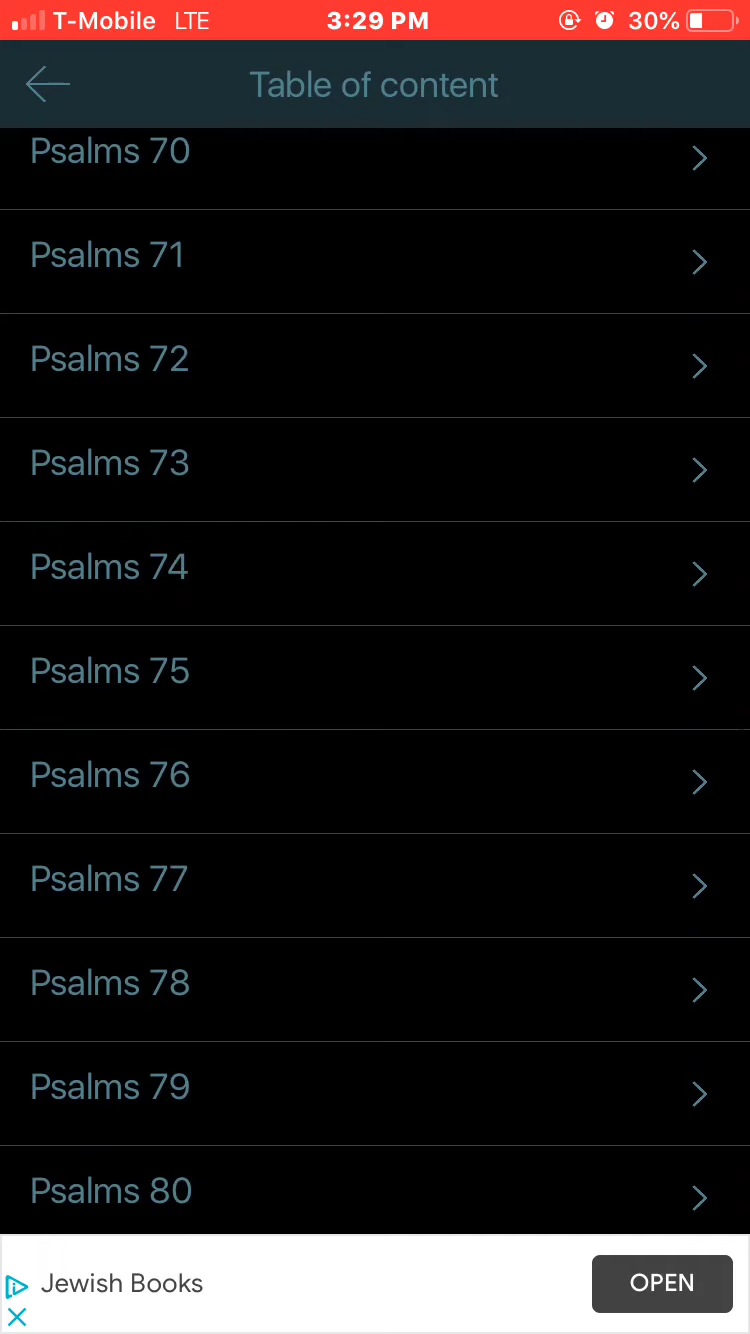 T-Mobile LTE 3:29 PM 30%
Table of content
Psalms 70
Psalms 71
Psalms 72
Psalms 73
Psalms 74
Psalms 75
Psalms 76
Psalms 77
Psalms 78
Psalms 79
Psalms 80
Jewish Books OPEN